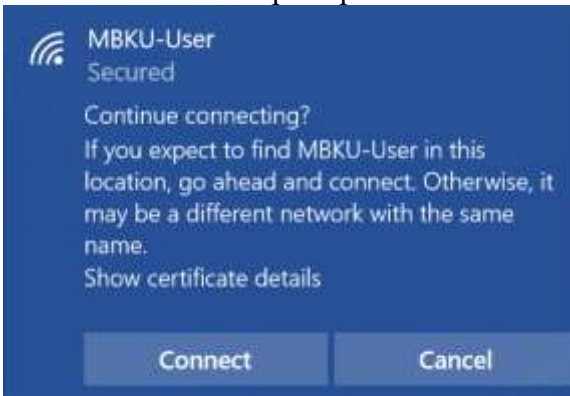 MBKU-User
Secured
Continue connecting?
If you expect to find MBKU-User in this
location, go ahead and connect. Otherwise, it
may be a different network with the same
name.
Show certificate details
Connect
Cancel